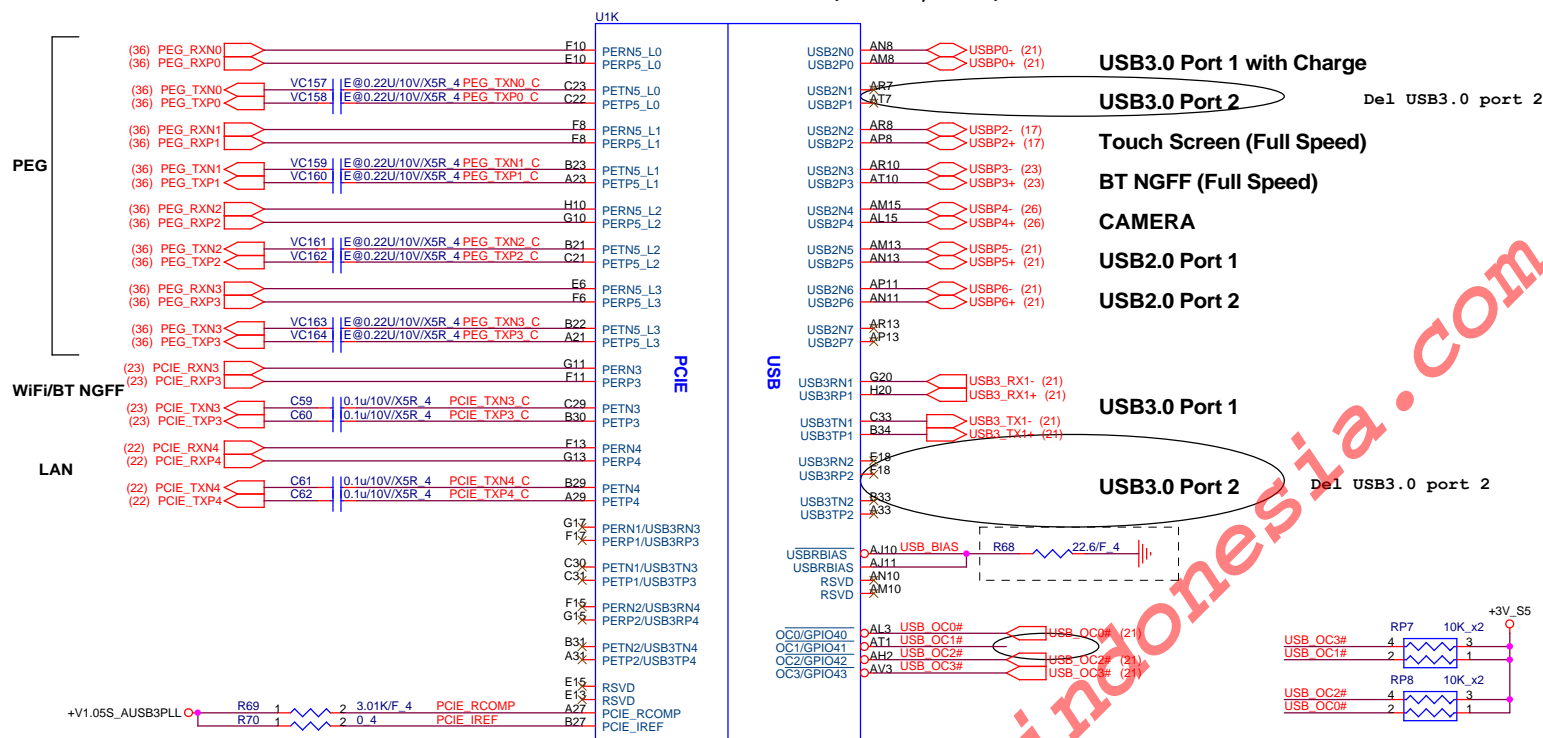 U1K
PEG
(36) PEG_RXN0 F10 PERN5_L0
(36) PEG_RXP0 E10 PERP5_L0
(36) PEG_TXN0 VC157 E@0.22U/10V/X5R_4 PEG_TXN0_C C23 PETN5_L0
(36) PEG_TXP0 VC158 E@0.22U/10V/X5R_4 PEG_TXP0_C C22 PETP5_L0
(36) PEG_RXN1 F8 PERN5_L1
(36) PEG_RXP1 E8 PERP5_L1
(36) PEG_TXN1 VC159 E@0.22U/10V/X5R_4 PEG_TXN1_C B23 PETN5_L1
(36) PEG_TXP1 VC160 E@0.22U/10V/X5R_4 PEG_TXP1_C A23 PETP5_L1
(36) PEG_RXN2 H10 PERN5_L2
(36) PEG_RXP2 G10 PERP5_L2
(36) PEG_TXN2 VC161 E@0.22U/10V/X5R_4 PEG_TXN2_C B21 PETN5_L2
(36) PEG_TXP2 VC162 E@0.22U/10V/X5R_4 PEG_TXP2_C C21 PETP5_L2
(36) PEG_RXN3 E6 PERN5_L3
(36) PEG_RXP3 F6 PERP5_L3
(36) PEG_TXN3 VC163 E@0.22U/10V/X5R_4 PEG_TXN3_C B22 PETN5_L3
(36) PEG_TXP3 VC164 E@0.22U/10V/X5R_4 PEG_TXP3_C A21 PETP5_L3
WiFi/BT NGFF
(23) PCIE_RXN3 G11 PERN3
(23) PCIE_RXP3 F11 PERP3
(23) PCIE_TXN3 C59 0.1u/10V/X5R_4 PCIE_TXN3_C C29 PETN3
(23) PCIE_TXP3 C60 0.1u/10V/X5R_4 PCIE_TXP3_C B30 PETP3
LAN
(22) PCIE_RXN4 F13 PERN4
(22) PCIE_RXP4 G13 PERP4
(22) PCIE_TXN4 C61 0.1u/10V/X5R_4 PCIE_TXN4_C B29 PETN4
(22) PCIE_TXP4 C62 0.1u/10V/X5R_4 PCIE_TXP4_C A29 PETP4
G17 PERN1/USB3RN3
F17 PERP1/USB3RP3
C30 PETN1/USB3TN3
C31 PETP1/USB3TP3
F15 PERN2/USB3RN4
G15 PERP2/USB3RP4
B31 PETN2/USB3TN4
A31 PETP2/USB3TP4
E15 RSVD
E13 RSVD
+V1.05S_AUSB3PLL
R69 1 2 3.01K/F_4 PCIE_RCOMP A27 PCIE_RCOMP
R70 1 2 0_4 PCIE_IREF B27 PCIE_IREF
PCIE
USB
USB2N0 AN8 USBP0- (21)
USB2P0 AM8 USBP0+ (21)
USB3.0 Port 1 with Charge
USB2N1 AR7
USB2P1 AT7
USB3.0 Port 2
Del USB3.0 port 2
USB2N2 AR8 USBP2- (17)
USB2P2 AP8 USBP2+ (17)
Touch Screen (Full Speed)
USB2N3 AR10 USBP3- (23)
USB2P3 AT10 USBP3+ (23)
BT NGFF (Full Speed)
USB2N4 AM15 USBP4- (26)
USB2P4 AL15 USBP4+ (26)
CAMERA
USB2N5 AM13 USBP5- (21)
USB2P5 AN13 USBP5+ (21)
USB2.0 Port 1
USB2N6 AP11 USBP6- (21)
USB2P6 AN11 USBP6+ (21)
USB2.0 Port 2
USB2N7 AR13
USB2P7 AP13
USB3RN1 G20 USB3_RX1- (21)
USB3RP1 H20 USB3_RX1+ (21)
USB3.0 Port 1
USB3TN1 C33 USB3_TX1- (21)
USB3TP1 B34 USB3_TX1+ (21)
USB3RN2 E18
USB3RP2 F18
USB3.0 Port 2
Del USB3.0 port 2
USB3TN2 B33
USB3TP2 A33
USBRBIAS AJ10 USB_BIAS R68 22.6/F_4
USBRBIAS AJ11
RSVD AN10
RSVD AM10
OC0/GPIO40 AL3 USB_OC0# USB_OC0# (21)
OC1/GPIO41 AT1 USB_OC1#
OC2/GPIO42 AH2 USB_OC2# USB_OC2# (21)
OC3/GPIO43 AV3 USB_OC3# USB_OC3# (21)
+3V_S5
RP7 10K_x2
USB_OC3# 4 3
USB_OC1# 2 1
RP8 10K_x2
USB_OC2# 4 3
USB_OC0# 2 1
indonesia.com